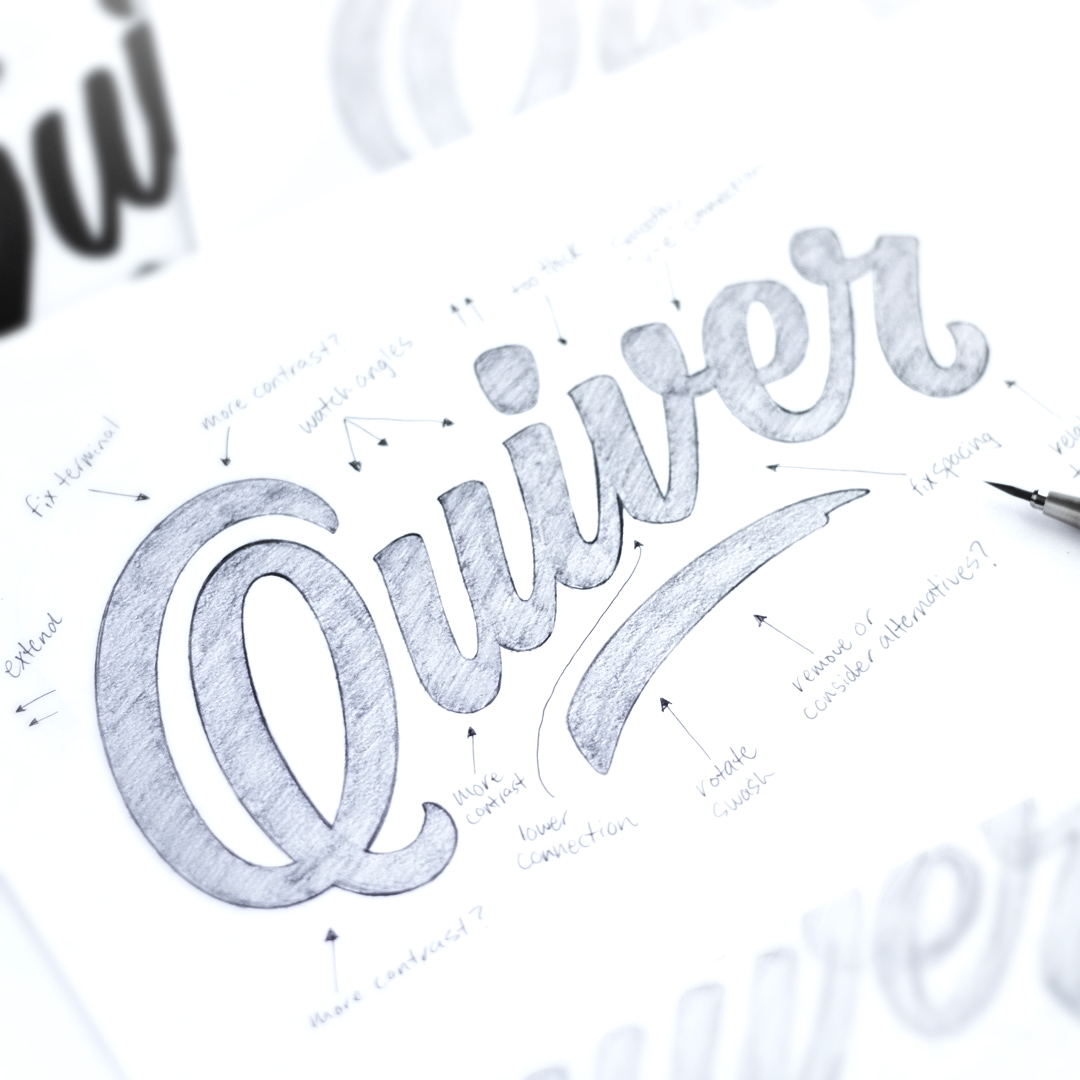 too thick
smooth
connection
more contrast?
watch angles
fix terminal
Quiver
fix spacing
extend
remove or
consider alternatives?
rotate
swash
more
contrast
lower
connection
more contrast?